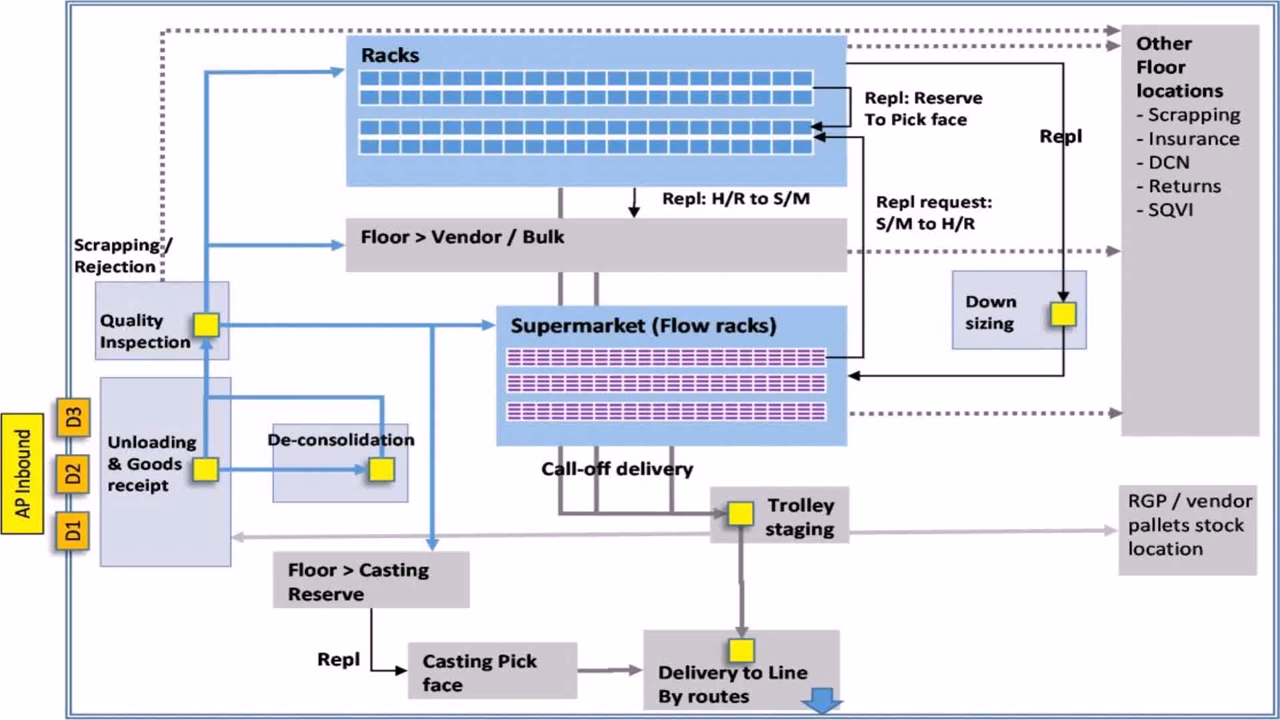 Racks
Other
Floor
locations
- Scrapping
- Insurance
- DCN
- Returns
- SQVI
Repl: Reserve
To Pick face
Repl
Repl: H/R to S/M
Repl request:
S/M to H/R
Floor > Vendor / Bulk
Scrapping /
Rejection
Quality
Inspection
Supermarket (Flow racks)
Down
sizing
AP Inbound
D3
D2
D1
Unloading
& Goods
receipt
De-consolidation
Call-off delivery
Trolley
staging
RGP / vendor
pallets stock
location
Floor > Casting
Reserve
Repl
Casting Pick
face
Delivery to Line
By routes